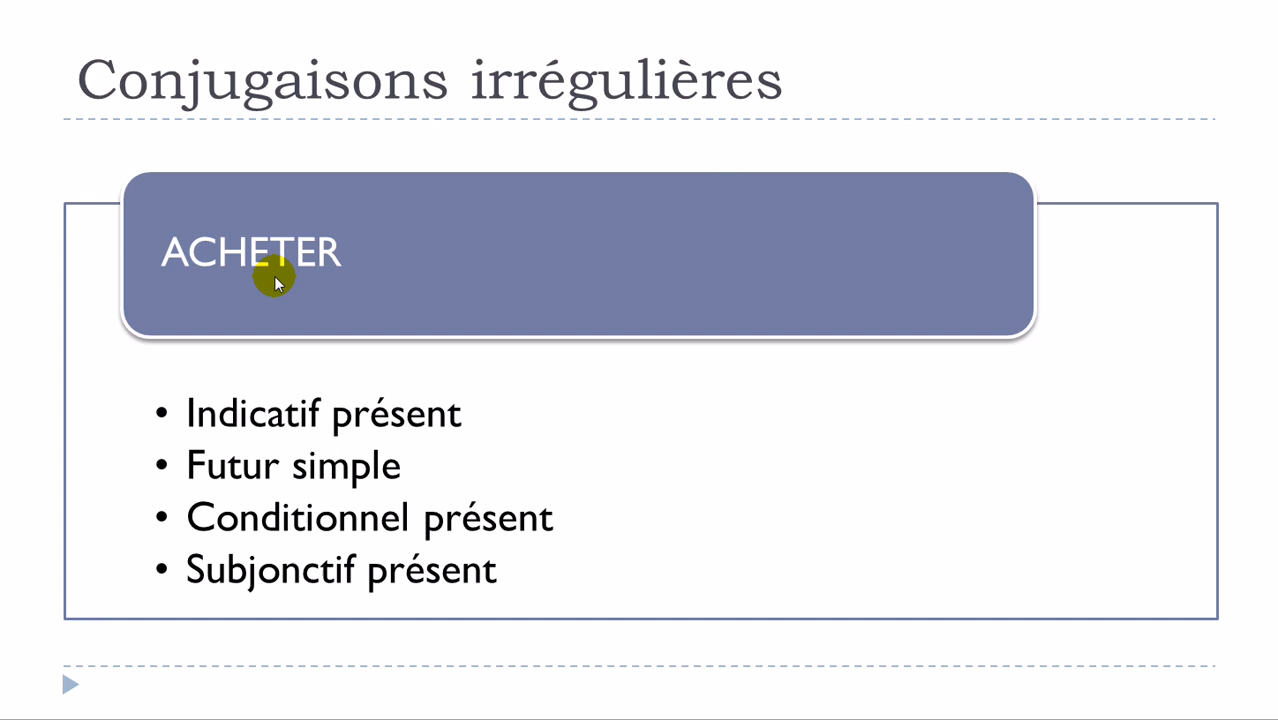 Conjugaisons irrégulières
ACHETER
• Indicatif présent
• Futur simple
• Conditionnel présent
• Subjonctif présent